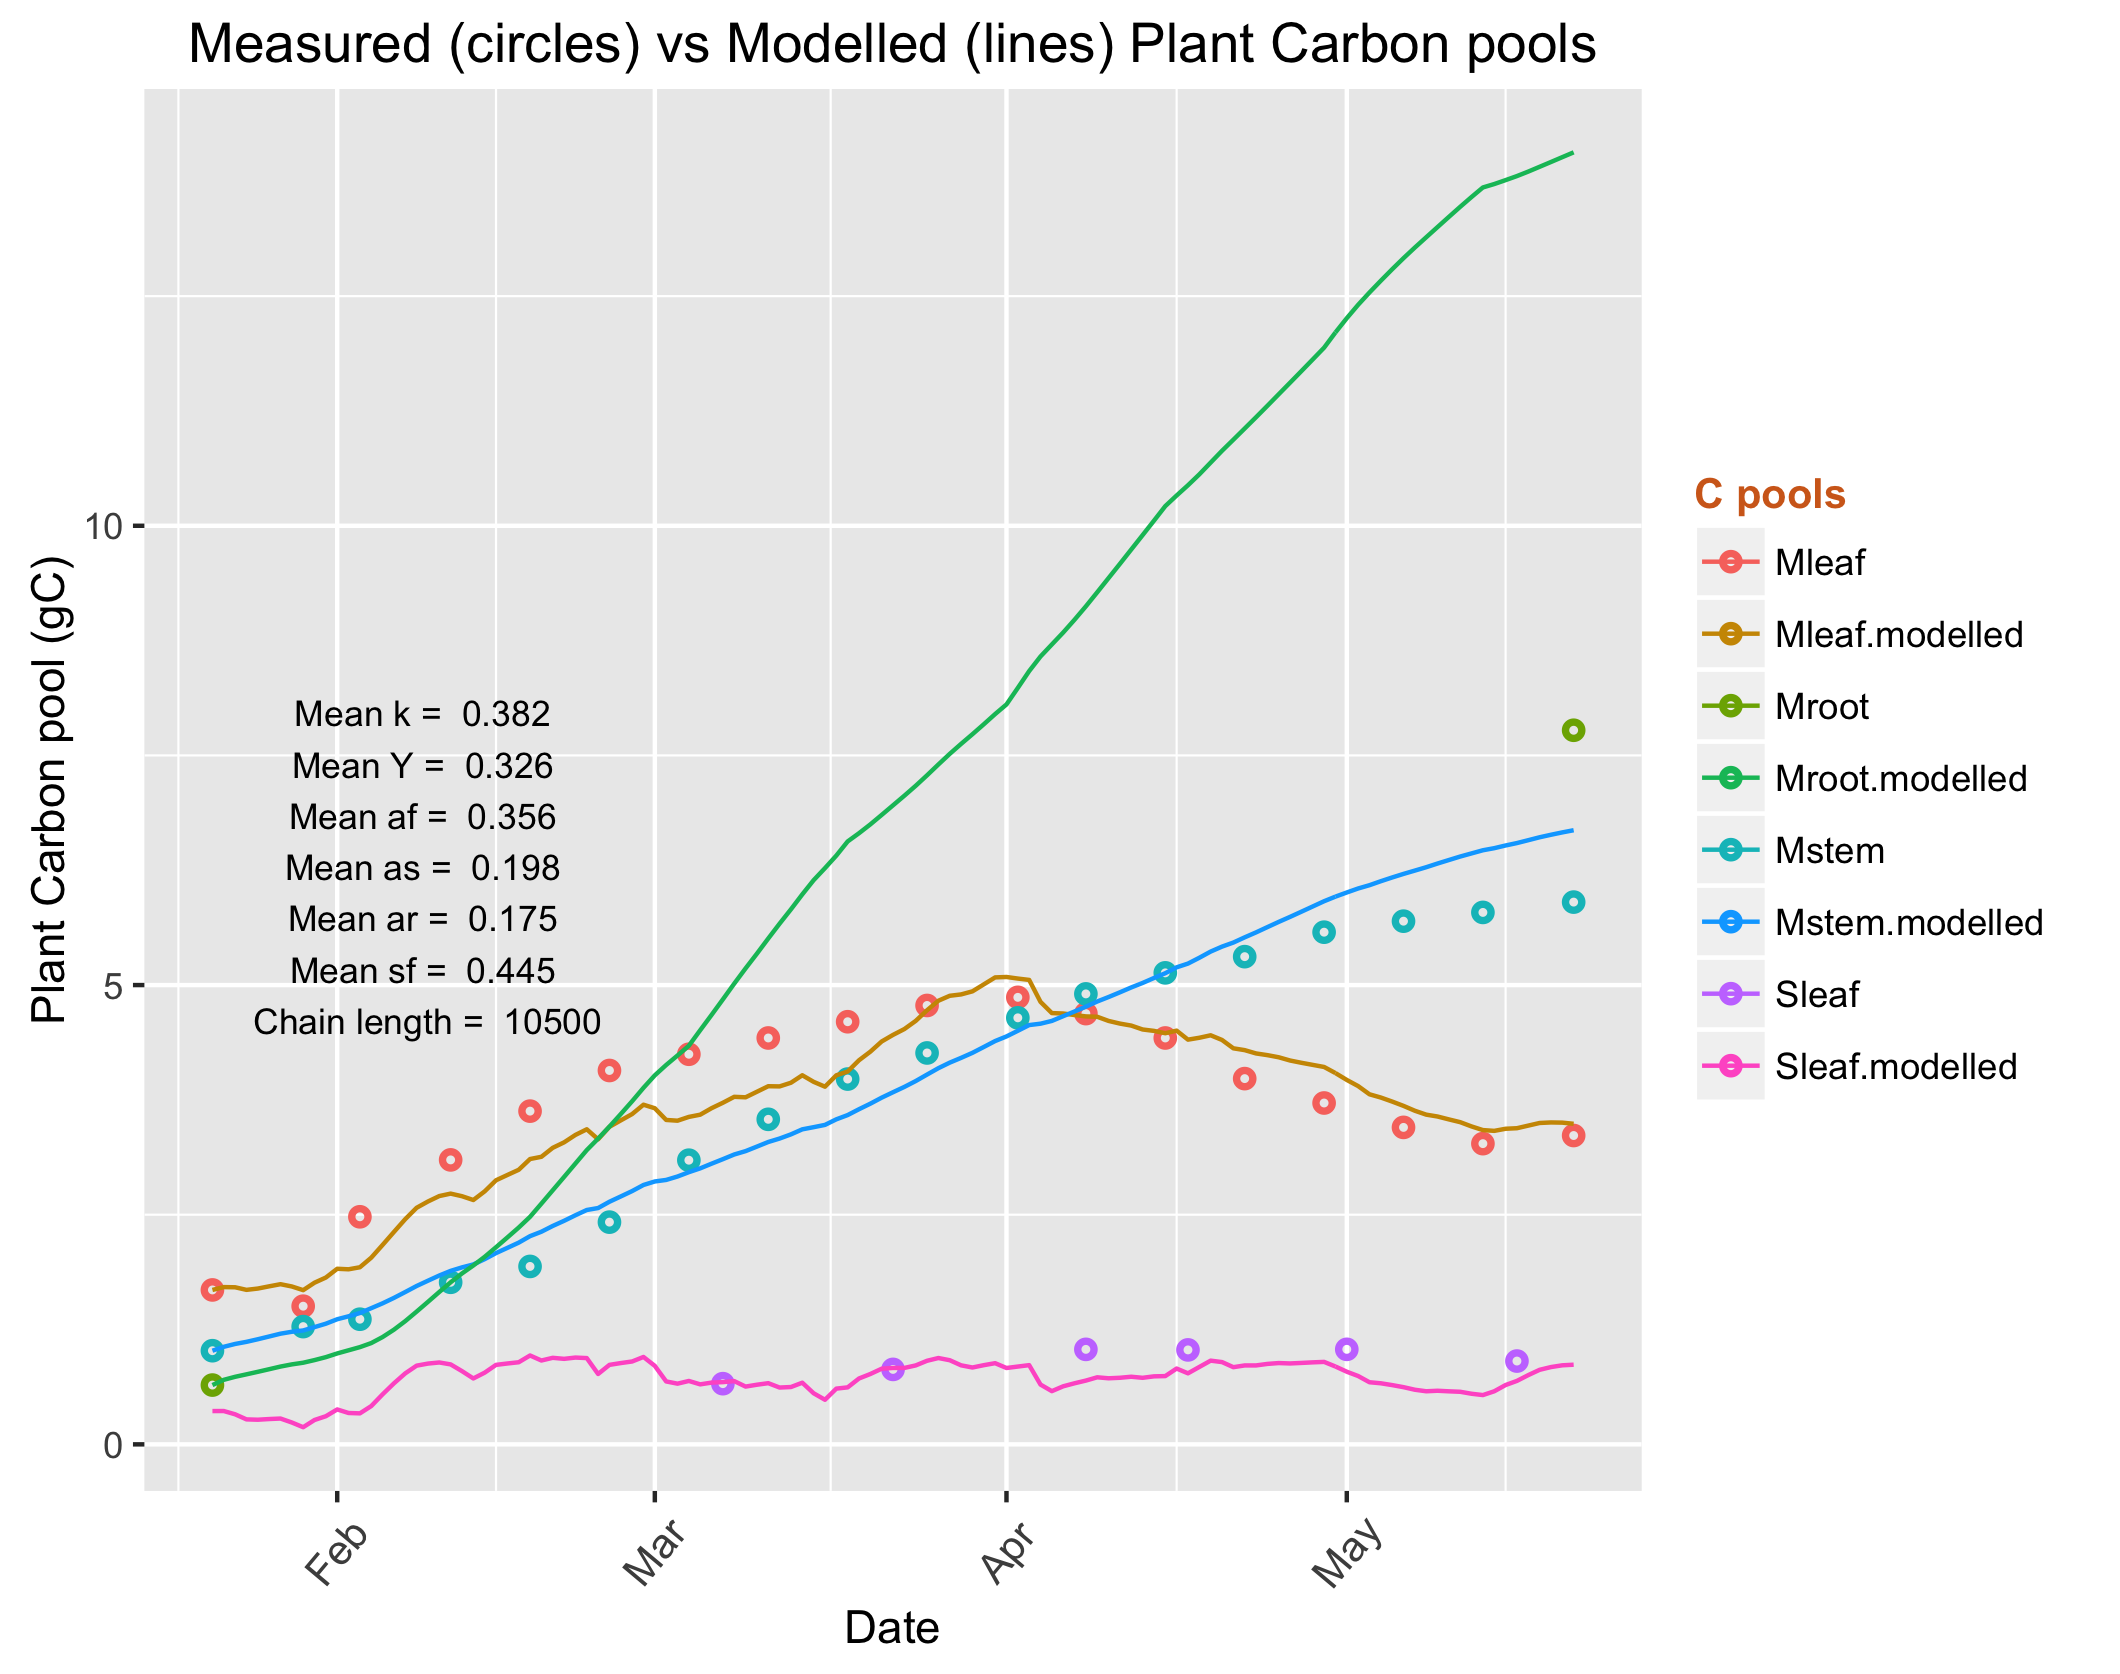 Measured (circles) vs Modelled (lines) Plant Carbon pools
Plant Carbon pool (gC)
10
5
0
Mean k = 0.382
Mean Y = 0.326
Mean af = 0.356
Mean as = 0.198
Mean ar = 0.175
Mean sf = 0.445
Chain length = 10500
Feb
Mar
Apr
May
Date
C pools
Mleaf
Mleaf.modelled
Mroot
Mroot.modelled
Mstem
Mstem.modelled
Sleaf
Sleaf.modelled